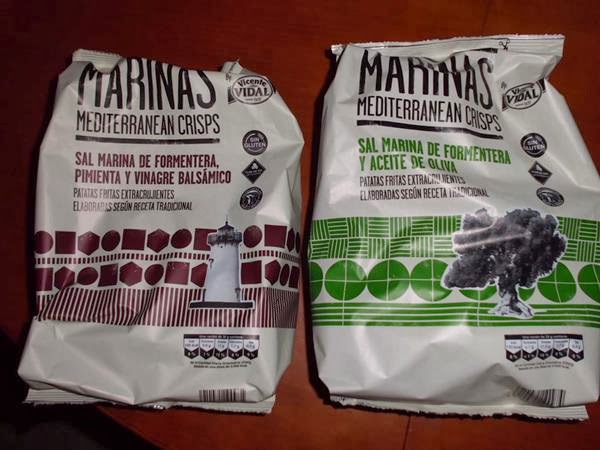 MARINAS
MEDITERRANEAN CRISPS
Vicente
VIDAL
SAL MARINA DE FORMENTERA,
PIMIENTA Y VINAGRE BALSÁMICO
PATATAS FRITAS EXTRACRUJIENTES
ELABORADAS SEGÚN RECETA TRADICIONAL
SIN
GLUTEN
MARINAS
MEDITERRANEAN CRISPS
VIDAL
SAL MARINA DE FORMENTERA
Y ACEITE DE OLIVA
PATATAS FRITAS EXTRACRUJIENTES
ELABORADAS SEGÚN RECETA TRADICIONAL
SIN
GLUTEN